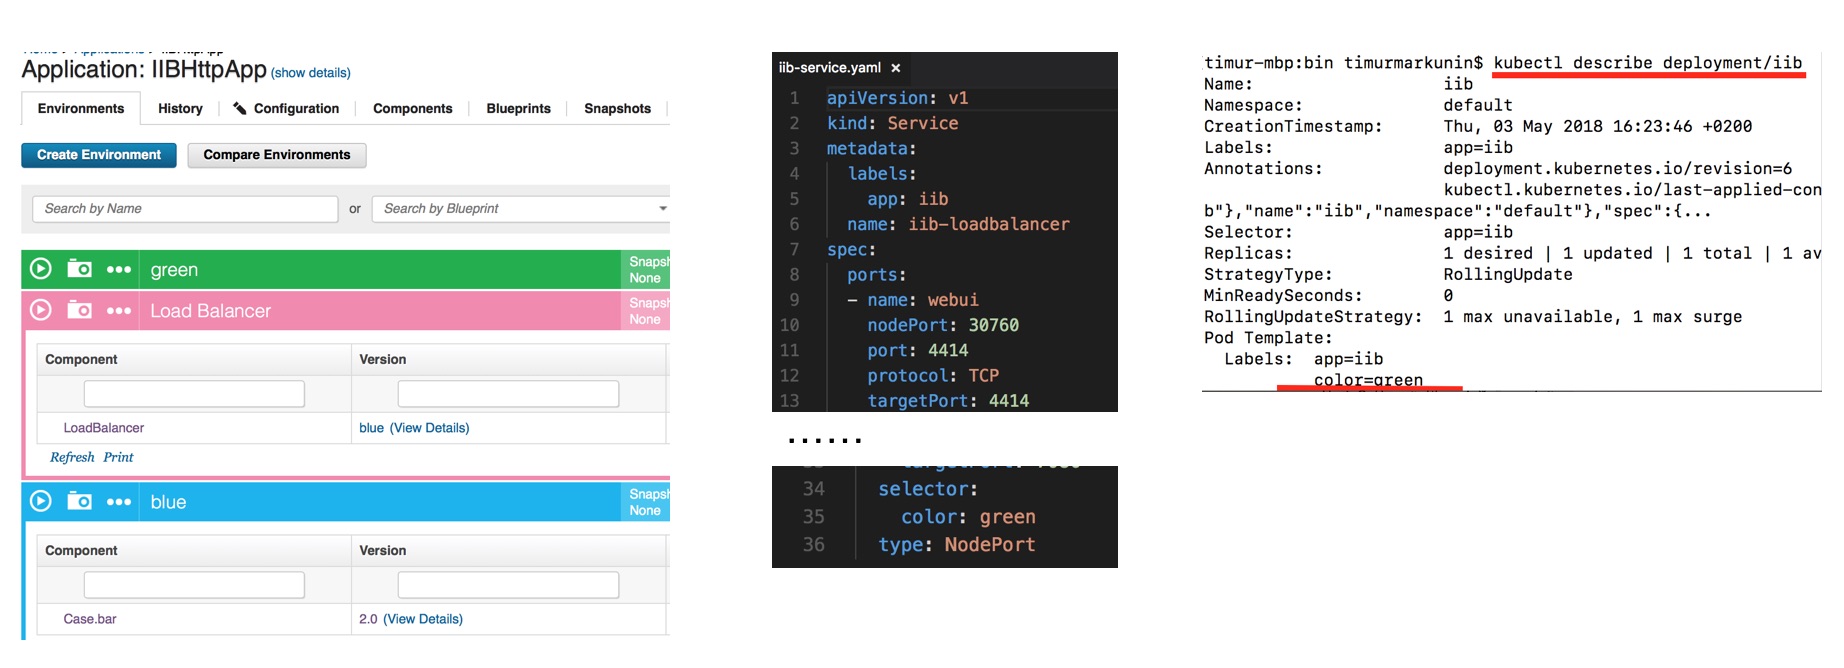 Home > Applications > IIBHttpApp
Application: IIBHttpApp (show details)
Environments History Configuration Components Blueprints Snapshots
Create Environment Compare Environments
Search by Name or Search by Blueprint
green Snapsh
None
Load Balancer Snapsh
None
Component Version
LoadBalancer blue (View Details)
Refresh Print
blue Snapsh
None
Component Version
Case.bar 2.0 (View Details)
iib-service.yaml ×
1 apiVersion: v1
2 kind: Service
3 metadata:
4 labels:
5 app: iib
6 name: iib-loadbalancer
7 spec:
8 ports:
9 - name: webui
10 nodePort: 30760
11 port: 4414
12 protocol: TCP
13 targetPort: 4414
......
34 selector:
35 color: green
36 type: NodePort
timur-mbp:bin timurmarkunin$ kubectl describe deployment/iib
Name: iib
Namespace: default
CreationTimestamp: Thu, 03 May 2018 16:23:46 +0200
Labels: app=iib
Annotations: deployment.kubernetes.io/revision=6
kubectl.kubernetes.io/last-applied-con
b"},"name":"iib","namespace":"default"},"spec":{...
Selector: app=iib
Replicas: 1 desired | 1 updated | 1 total | 1 av
StrategyType: RollingUpdate
MinReadySeconds: 0
RollingUpdateStrategy: 1 max unavailable, 1 max surge
Pod Template:
Labels: app=iib
color=green